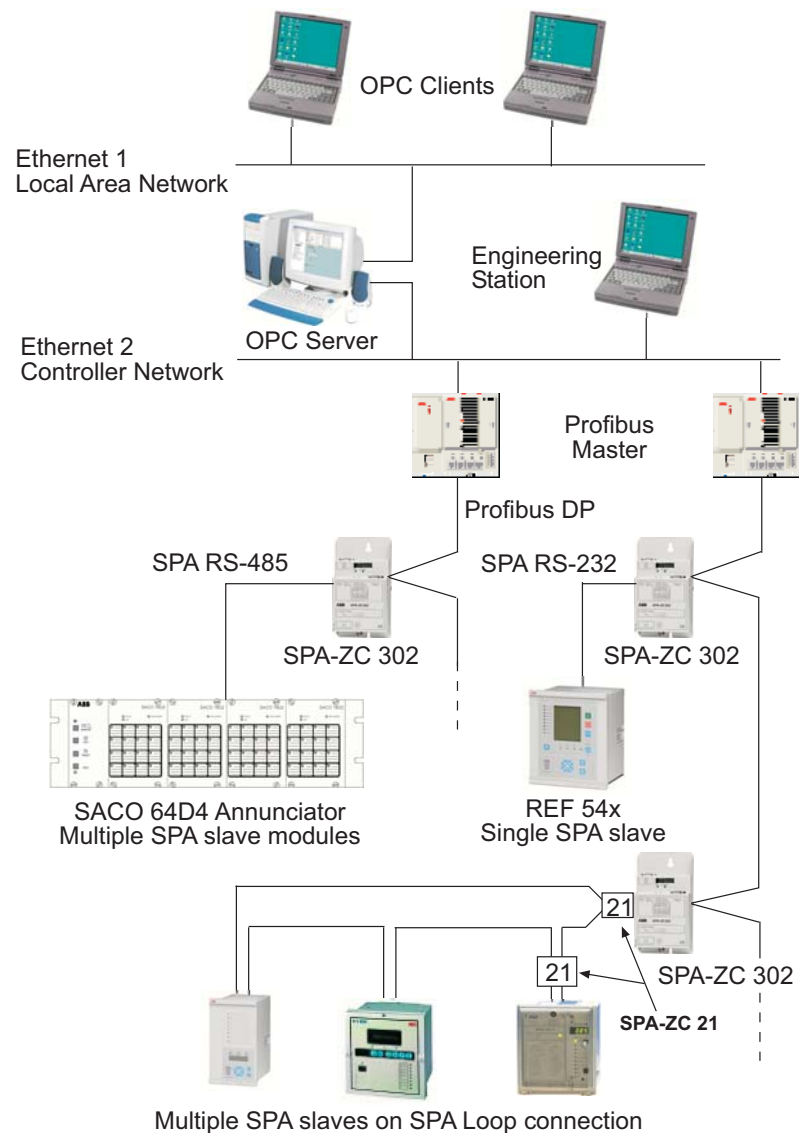 OPC Clients
Ethernet 1
Local Area Network
Engineering
Station
OPC Server
Ethernet 2
Controller Network
Profibus
Master
Profibus DP
SPA RS-485
SPA RS-232
SPA-ZC 302
SPA-ZC 302
ABB
SACO 64D4 Annunciator
Multiple SPA slave modules
REF 54x
Single SPA slave
21
21
SPA-ZC 302
SPA-ZC 21
Multiple SPA slaves on SPA Loop connection